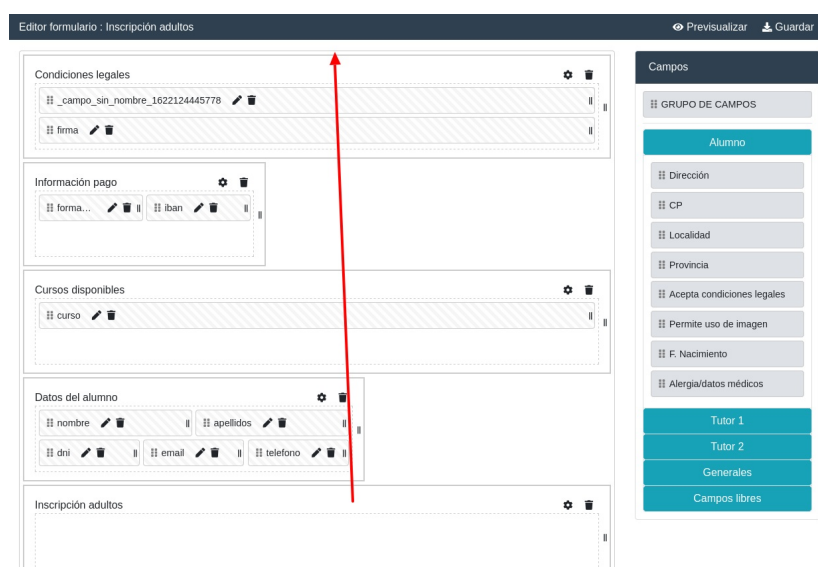 Editor formulario : Inscripción adultos
Previsualizar
Guardar
Condiciones legales
_campo_sin_nombre_1622124445778
firma
Información pago
forma...
iban
Cursos disponibles
curso
Datos del alumno
nombre
apellidos
dni
email
telefono
Inscripción adultos
Campos
GRUPO DE CAMPOS
Alumno
Dirección
CP
Localidad
Provincia
Acepta condiciones legales
Permite uso de imagen
F. Nacimiento
Alergia/datos médicos
Tutor 1
Tutor 2
Generales
Campos libres